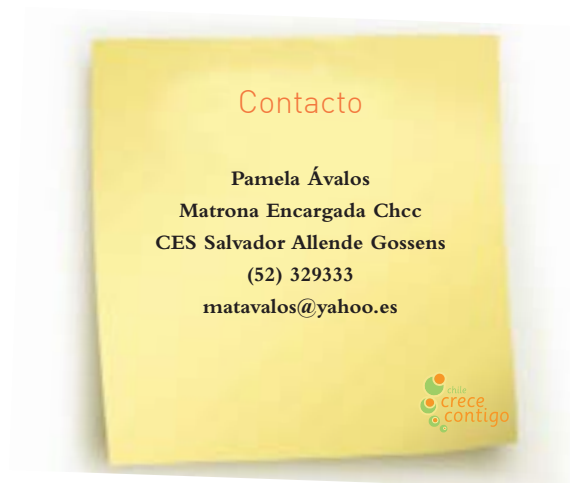 Contacto
Pamela Ávalos
Matrona Encargada Chcc
CES Salvador Allende Gossens
(52) 329333
matavalos@yahoo.es
chile
crece
contigo